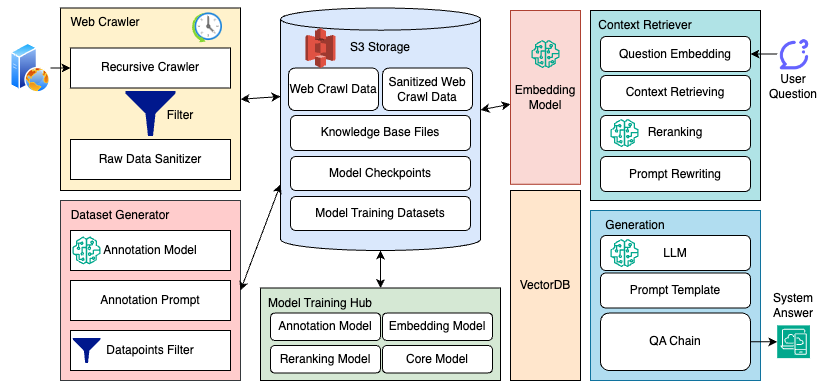 Web Crawler
Recursive Crawler
Filter
Raw Data Sanitizer
Dataset Generator
Annotation Model
Annotation Prompt
Datapoints Filter
S3 Storage
Web Crawl Data
Sanitized Web
Crawl Data
Knowledge Base Files
Model Checkpoints
Model Training Datasets
Model Training Hub
Annotation Model
Embedding Model
Reranking Model
Core Model
Embedding
Model
VectorDB
Context Retriever
Question Embedding
Context Retrieving
Reranking
Prompt Rewriting
User
Question
Generation
LLM
Prompt Template
QA Chain
System
Answer